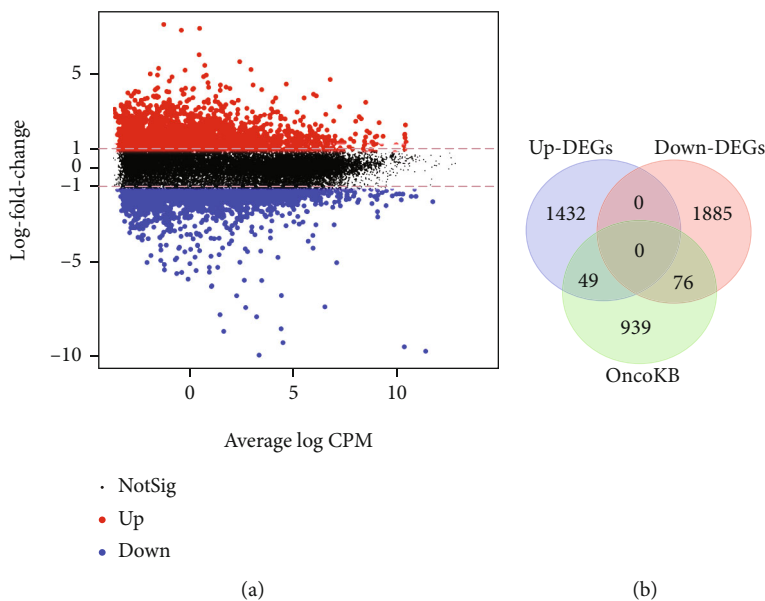 Log-fold-change
5
1
0
−1
−5
−10
0 5 10
Average log CPM
NotSig
Up
Down
(a)
Up-DEGs Down-DEGs
1432 0 1885
0
49 76
939
OncoKB
(b)